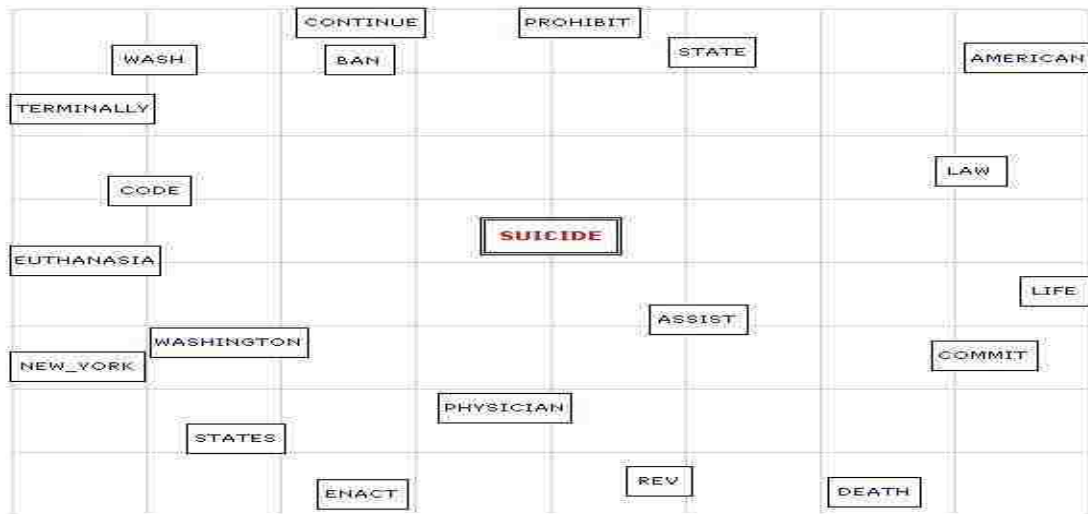 CONTINUE
PROHIBIT
STATE
WASH
BAN
AMERICAN
TERMINALLY
LAW
CODE
SUICIDE
EUTHANASIA
LIFE
ASSIST
WASHINGTON
COMMIT
NEW_YORK
PHYSICIAN
STATES
REV
ENACT
DEATH